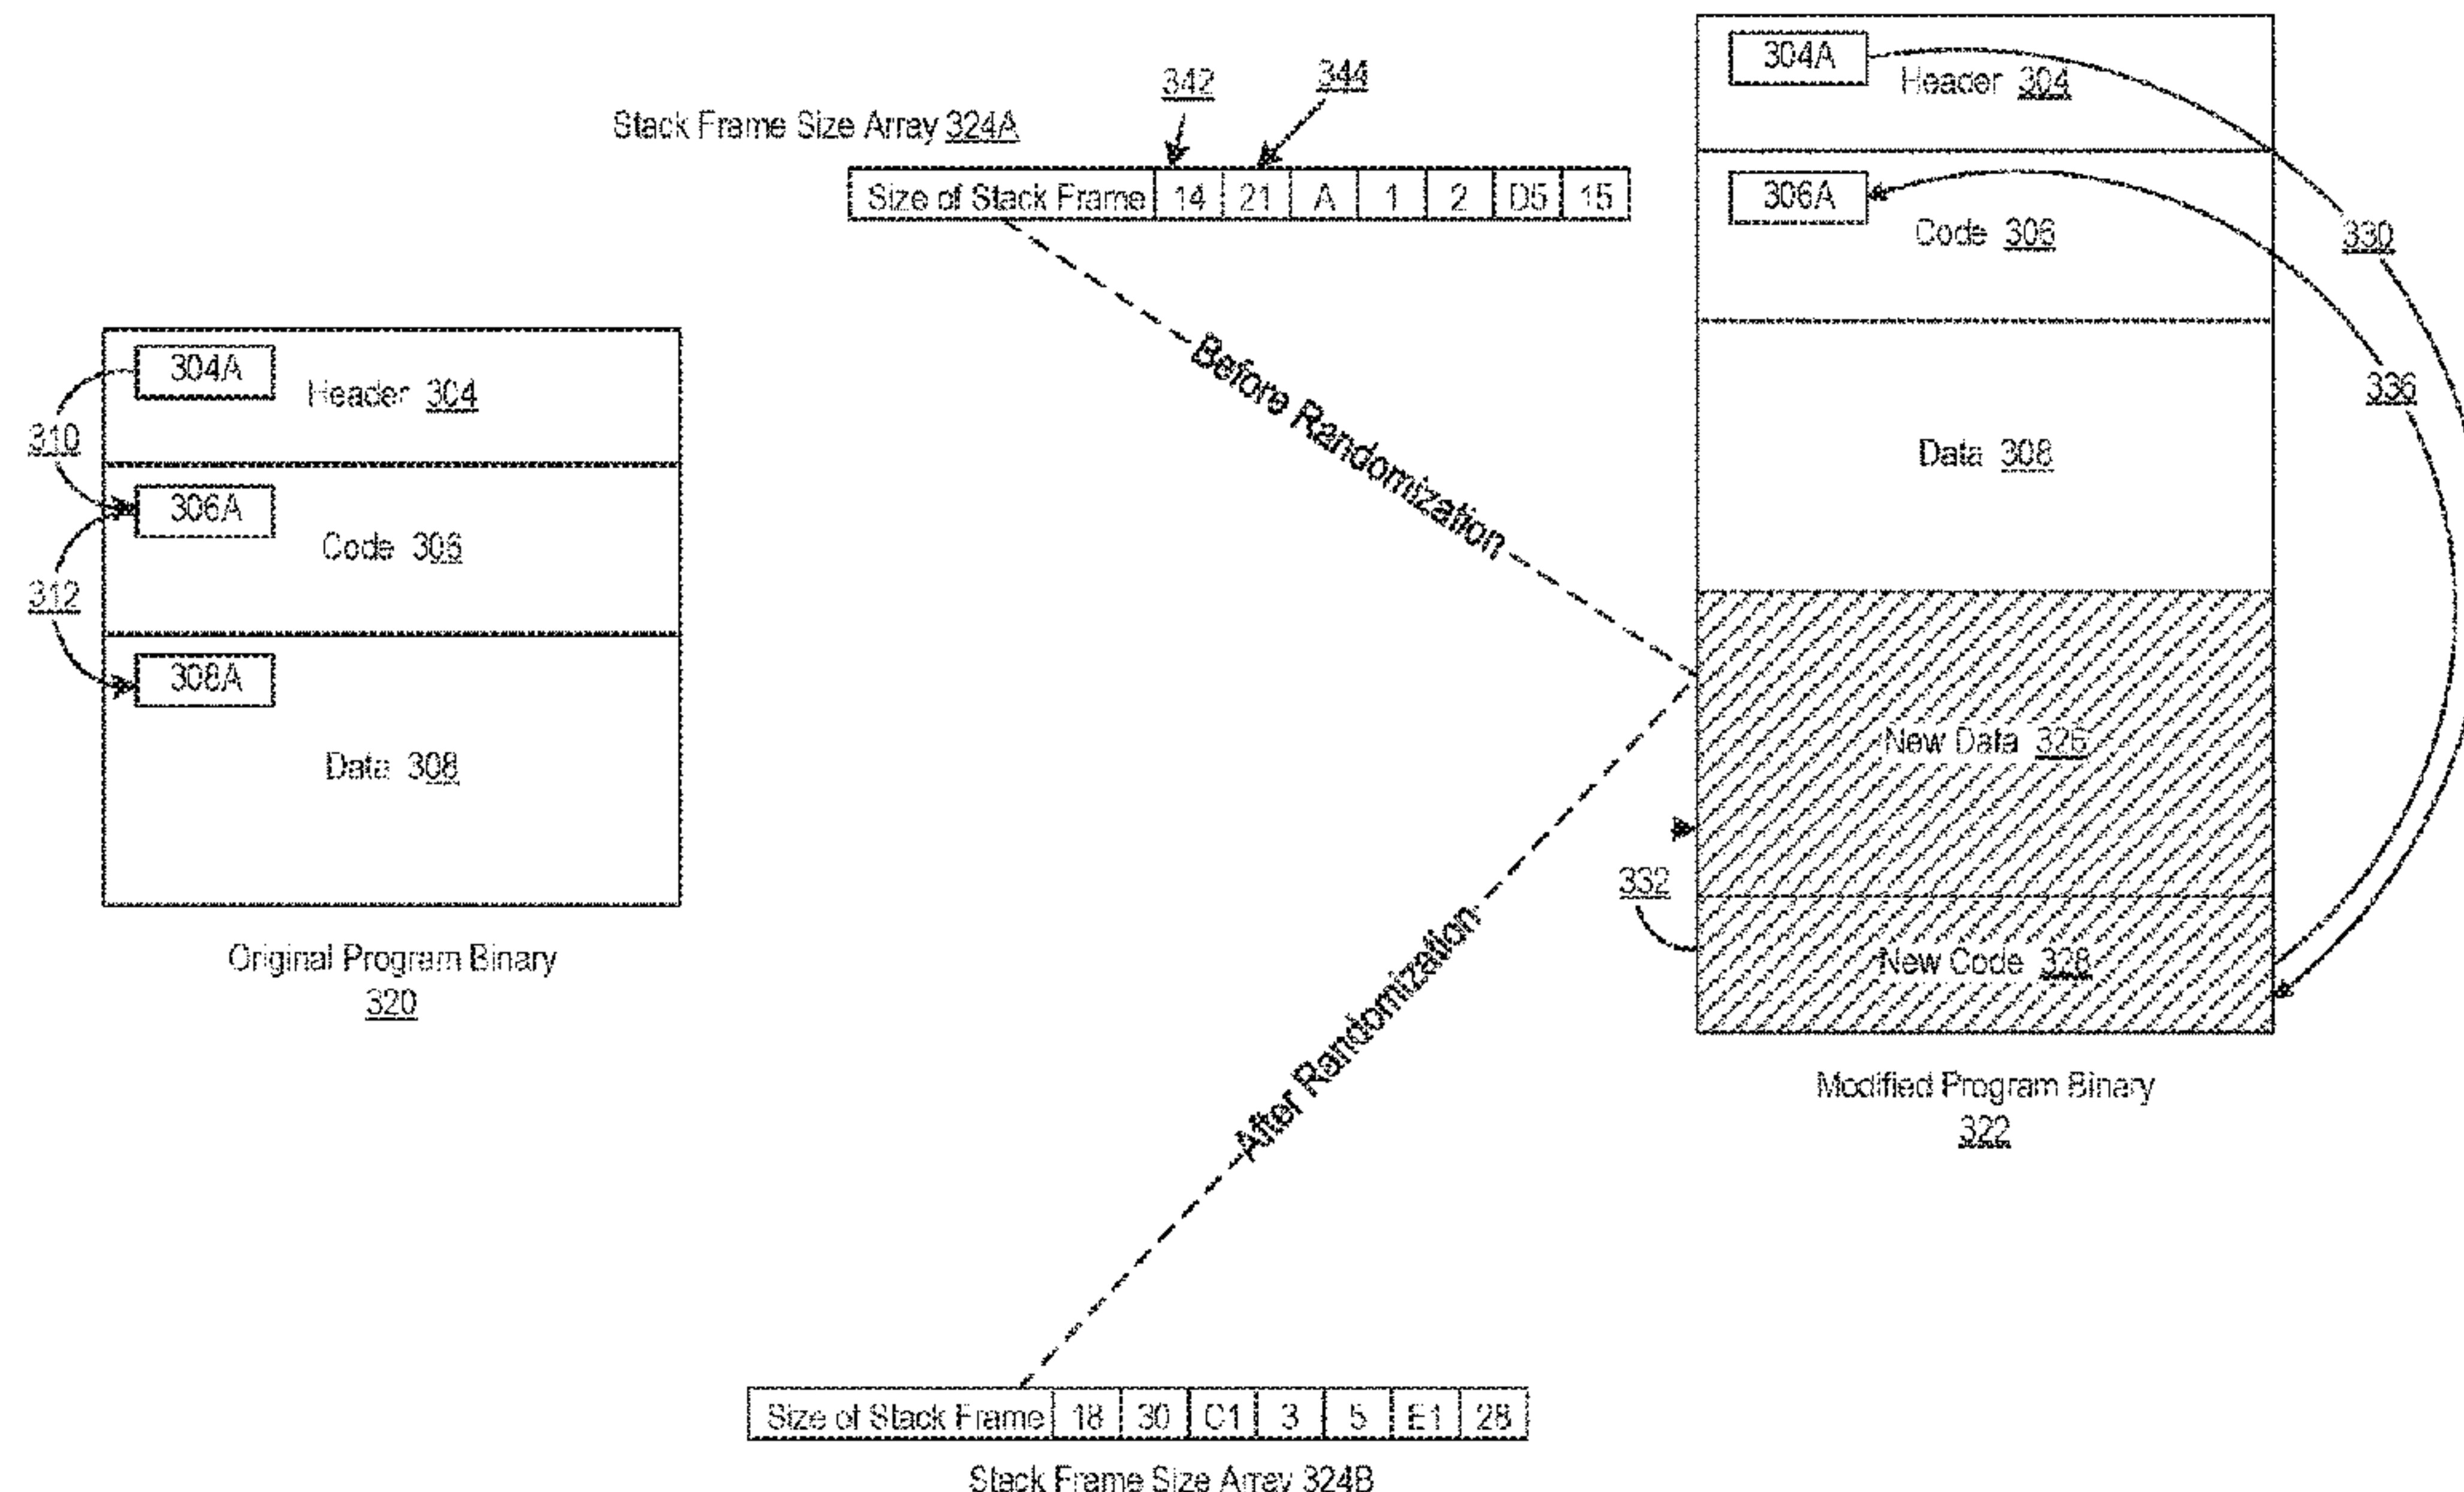 Stack Frame Size Array 324A
342
344
Size of Stack Frame 14 21 A 1 2 D5 15
304A
Header 304
306A
Code 306
330
336
Data 308
New Data 326
332
New Code 328
Modified Program Binary
322
304A
Header 304
310
306A
Code 306
312
308A
Data 308
Original Program Binary
320
Before Randomization
After Randomization
Size of Stack Frame 18 30 C1 3 5 E1 28
Stack Frame Size Array 324B